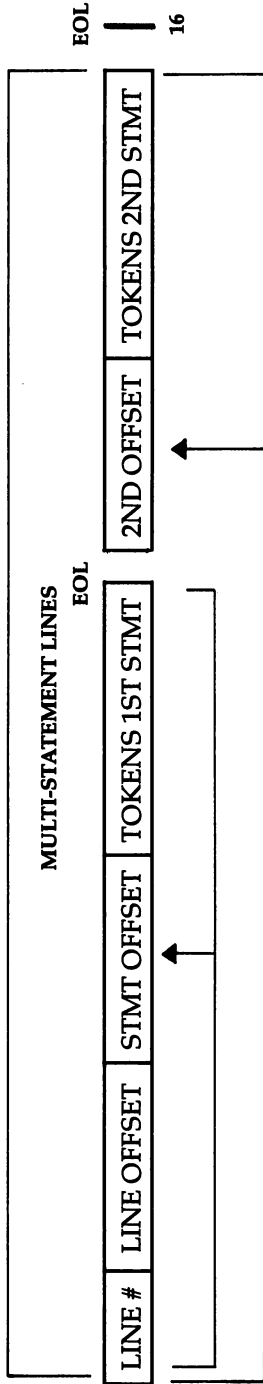 MULTI-STATEMENT LINES
EOL EOL
LINE # LINE OFFSET STMT OFFSET TOKENS 1ST STMT 2ND OFFSET TOKENS 2ND STMT
16